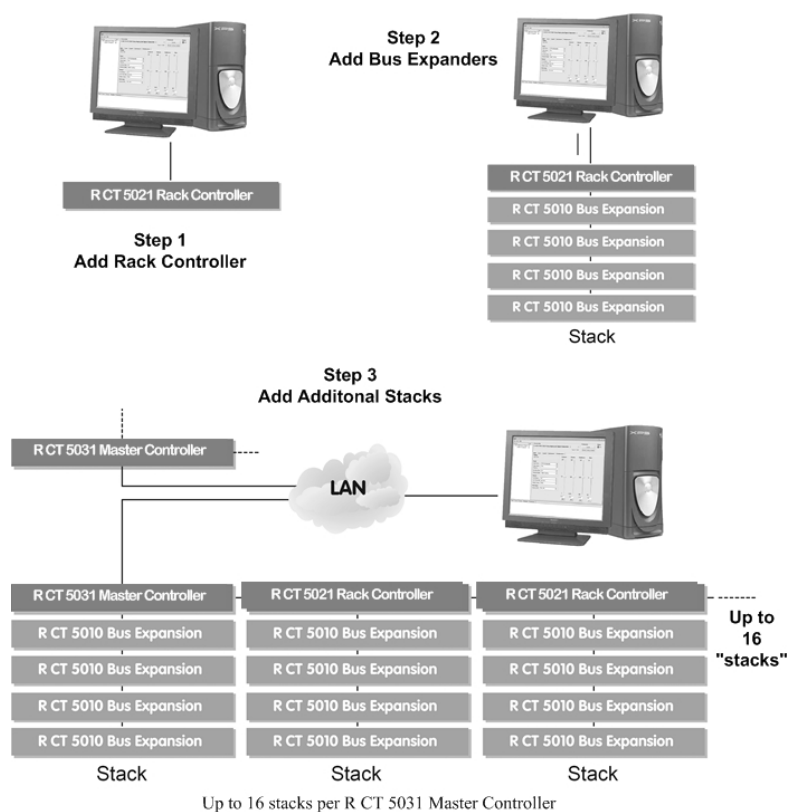 Step 1
Add Rack Controller
R CT 5021 Rack Controller
XPS
Step 2
Add Bus Expanders
XPS
R CT 5021 Rack Controller
R CT 5010 Bus Expansion
R CT 5010 Bus Expansion
R CT 5010 Bus Expansion
R CT 5010 Bus Expansion
Stack
Step 3
Add Additonal Stacks
XPS
R CT 5031 Master Controller
LAN
R CT 5031 Master Controller
R CT 5010 Bus Expansion
R CT 5010 Bus Expansion
R CT 5010 Bus Expansion
R CT 5010 Bus Expansion
Stack
R CT 5021 Rack Controller
R CT 5010 Bus Expansion
R CT 5010 Bus Expansion
R CT 5010 Bus Expansion
R CT 5010 Bus Expansion
Stack
R CT 5021 Rack Controller
R CT 5010 Bus Expansion
R CT 5010 Bus Expansion
R CT 5010 Bus Expansion
R CT 5010 Bus Expansion
Stack
Up to
16
"stacks"
Up to 16 stacks per R CT 5031 Master Controller